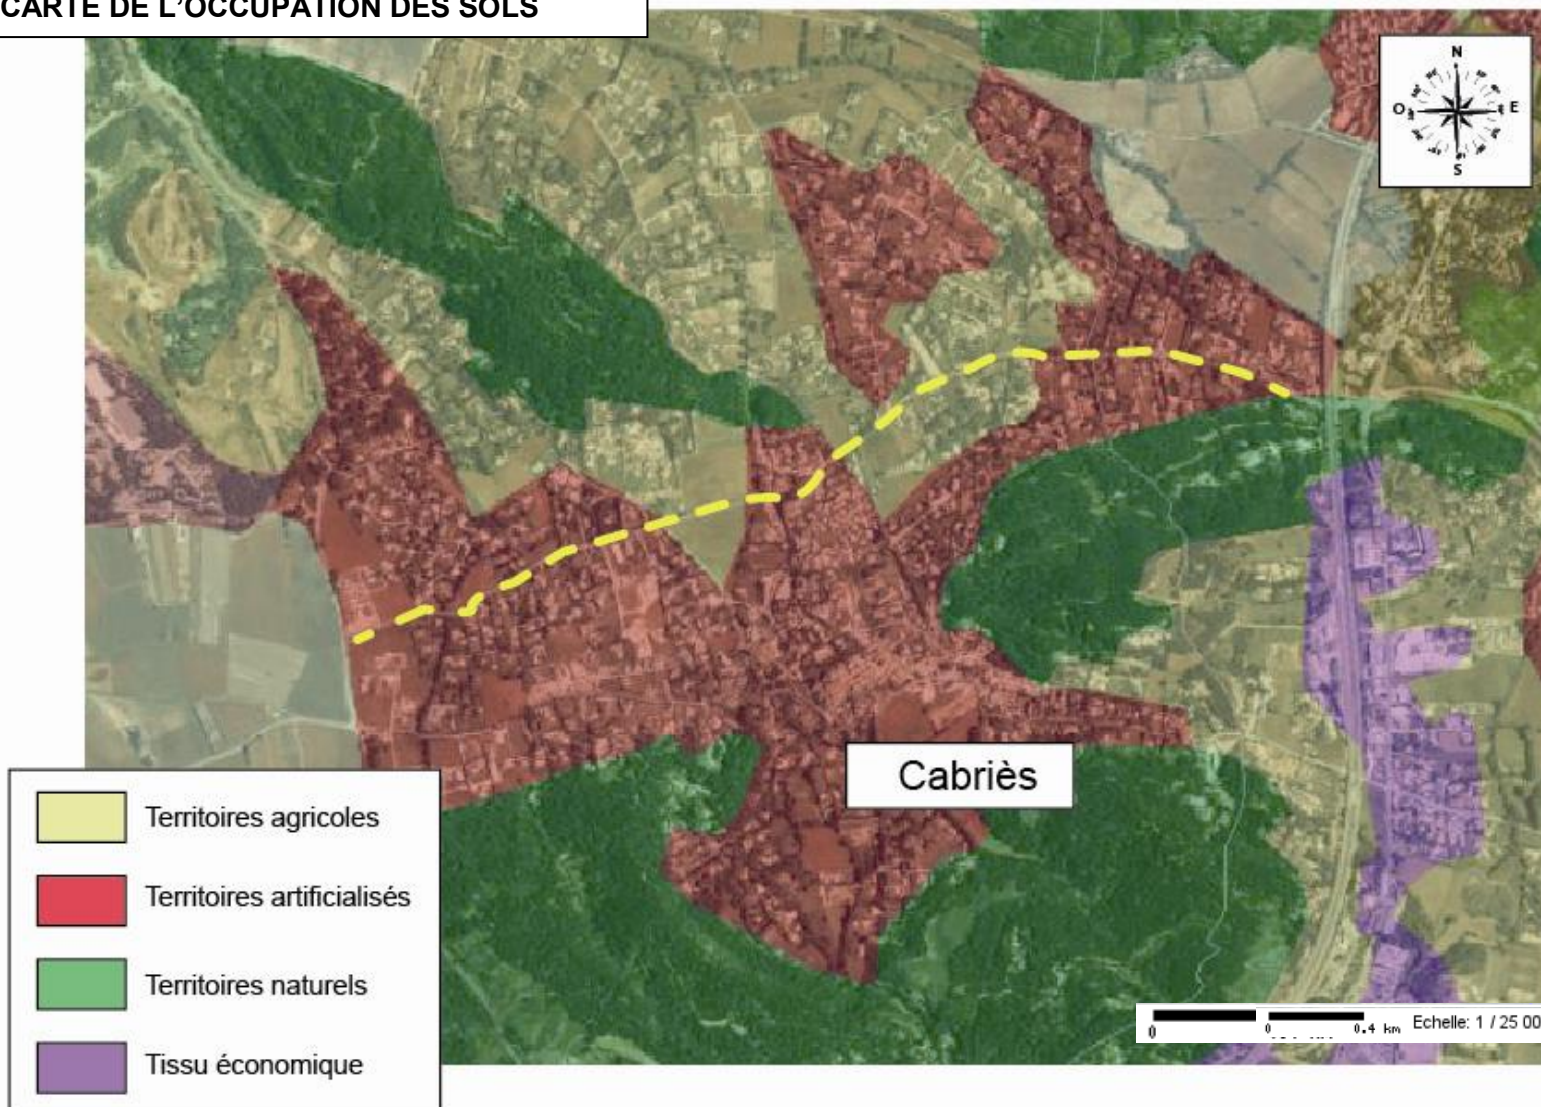 CARTE DE L'OCCUPATION DES SOLS
N
O E
S
Cabriès
Territoires agricoles
Territoires artificialisés
Territoires naturels
Tissu économique
0 0 0.4 km Echelle: 1 / 25 00